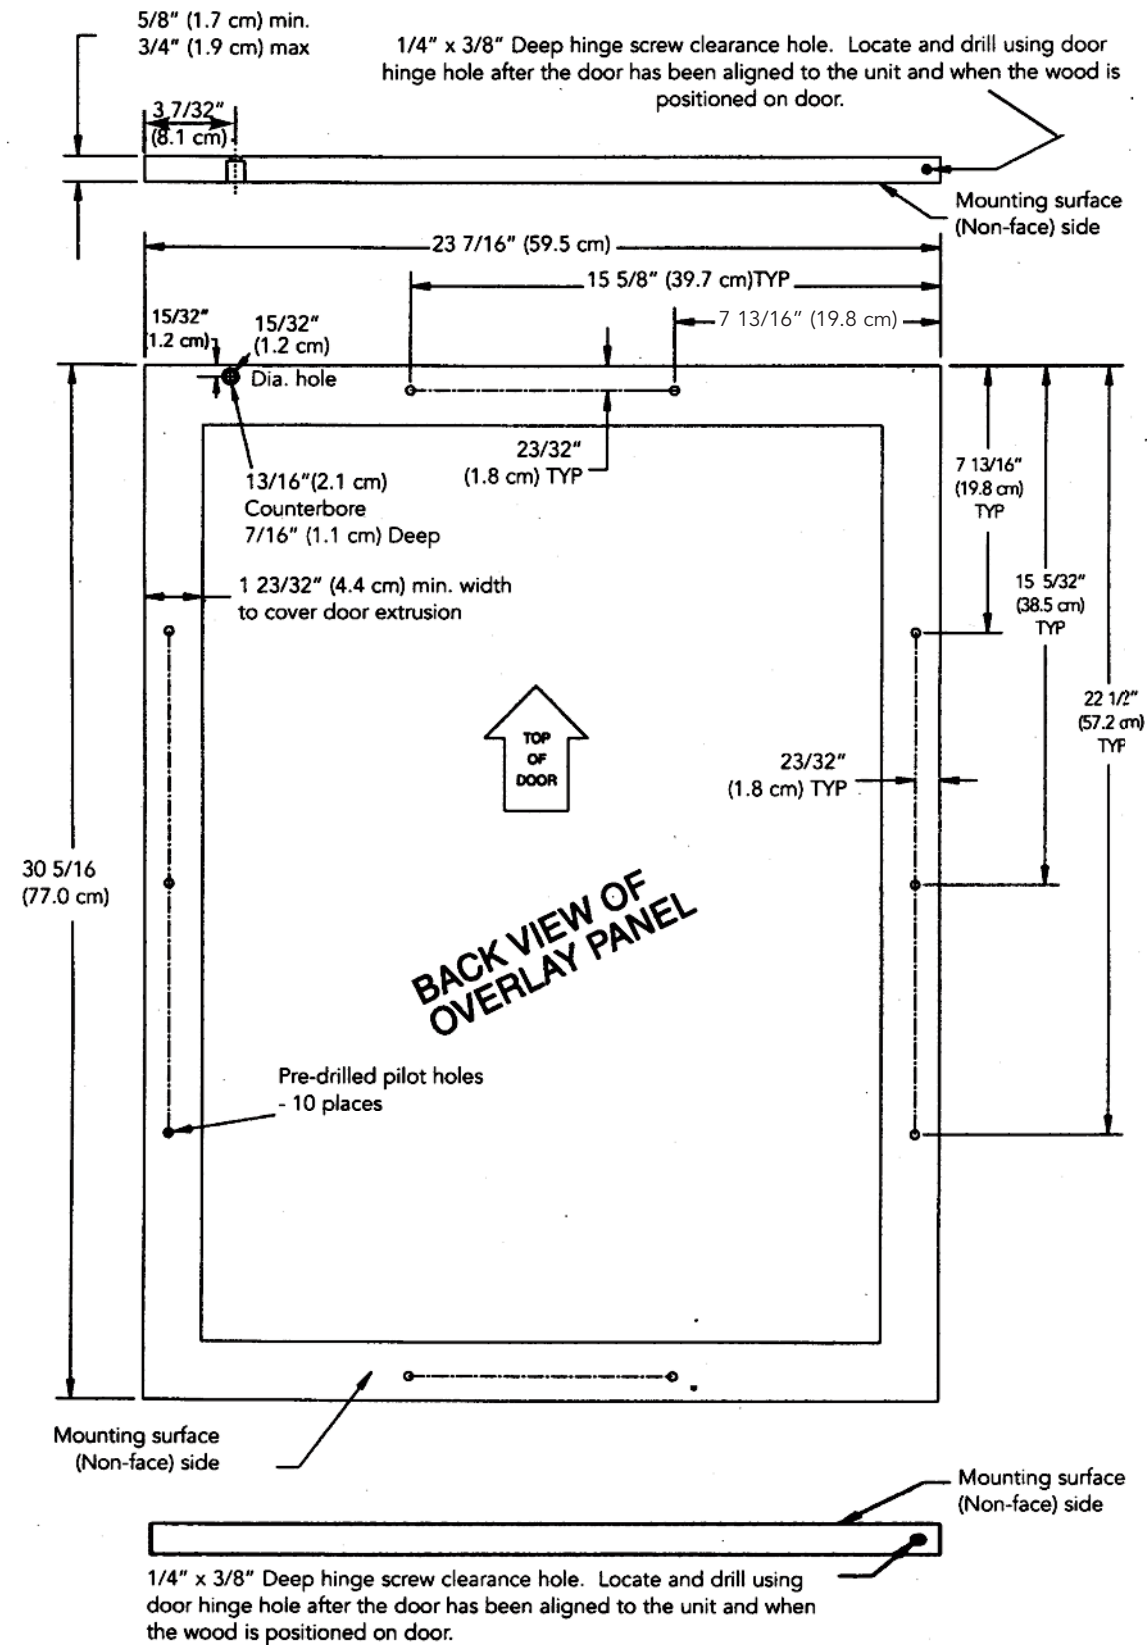 5/8" (1.7 cm) min.
3/4" (1.9 cm) max
1/4" x 3/8" Deep hinge screw clearance hole. Locate and drill using door
hinge hole after the door has been aligned to the unit and when the wood is
positioned on door.
3 7/32"
(8.1 cm)
Mounting surface
(Non-face) side
23 7/16" (59.5 cm)
15 5/8" (39.7 cm)TYP
7 13/16" (19.8 cm)
15/32"
(1.2 cm)
15/32"
(1.2 cm)
Dia. hole
23/32"
(1.8 cm) TYP
13/16"(2.1 cm)
Counterbore
7/16" (1.1 cm) Deep
7 13/16"
(19.8 cm)
TYP
1 23/32" (4.4 cm) min. width
to cover door extrusion
15 5/32"
(38.5 cm)
TYP
22 1/2"
(57.2 cm)
TYP
TOP
OF
DOOR
23/32"
(1.8 cm) TYP
30 5/16
(77.0 cm)
BACK VIEW OF
OVERLAY PANEL
Pre-drilled pilot holes
- 10 places
Mounting surface
(Non-face) side
Mounting surface
(Non-face) side
1/4" x 3/8" Deep hinge screw clearance hole. Locate and drill using
door hinge hole after the door has been aligned to the unit and when
the wood is positioned on door.